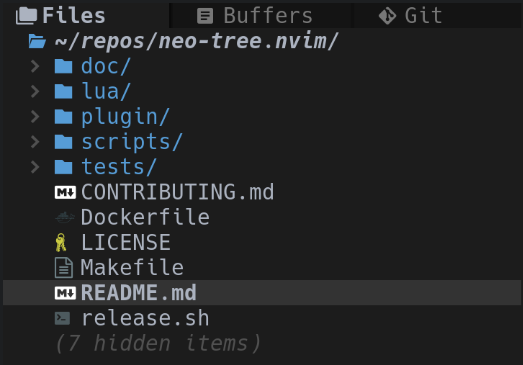 Files Buffers Git
~/repos/neo-tree.nvim/
doc/
lua/
plugin/
scripts/
tests/
CONTRIBUTING.md
Dockerfile
LICENSE
Makefile
README.md
release.sh
(7 hidden items)